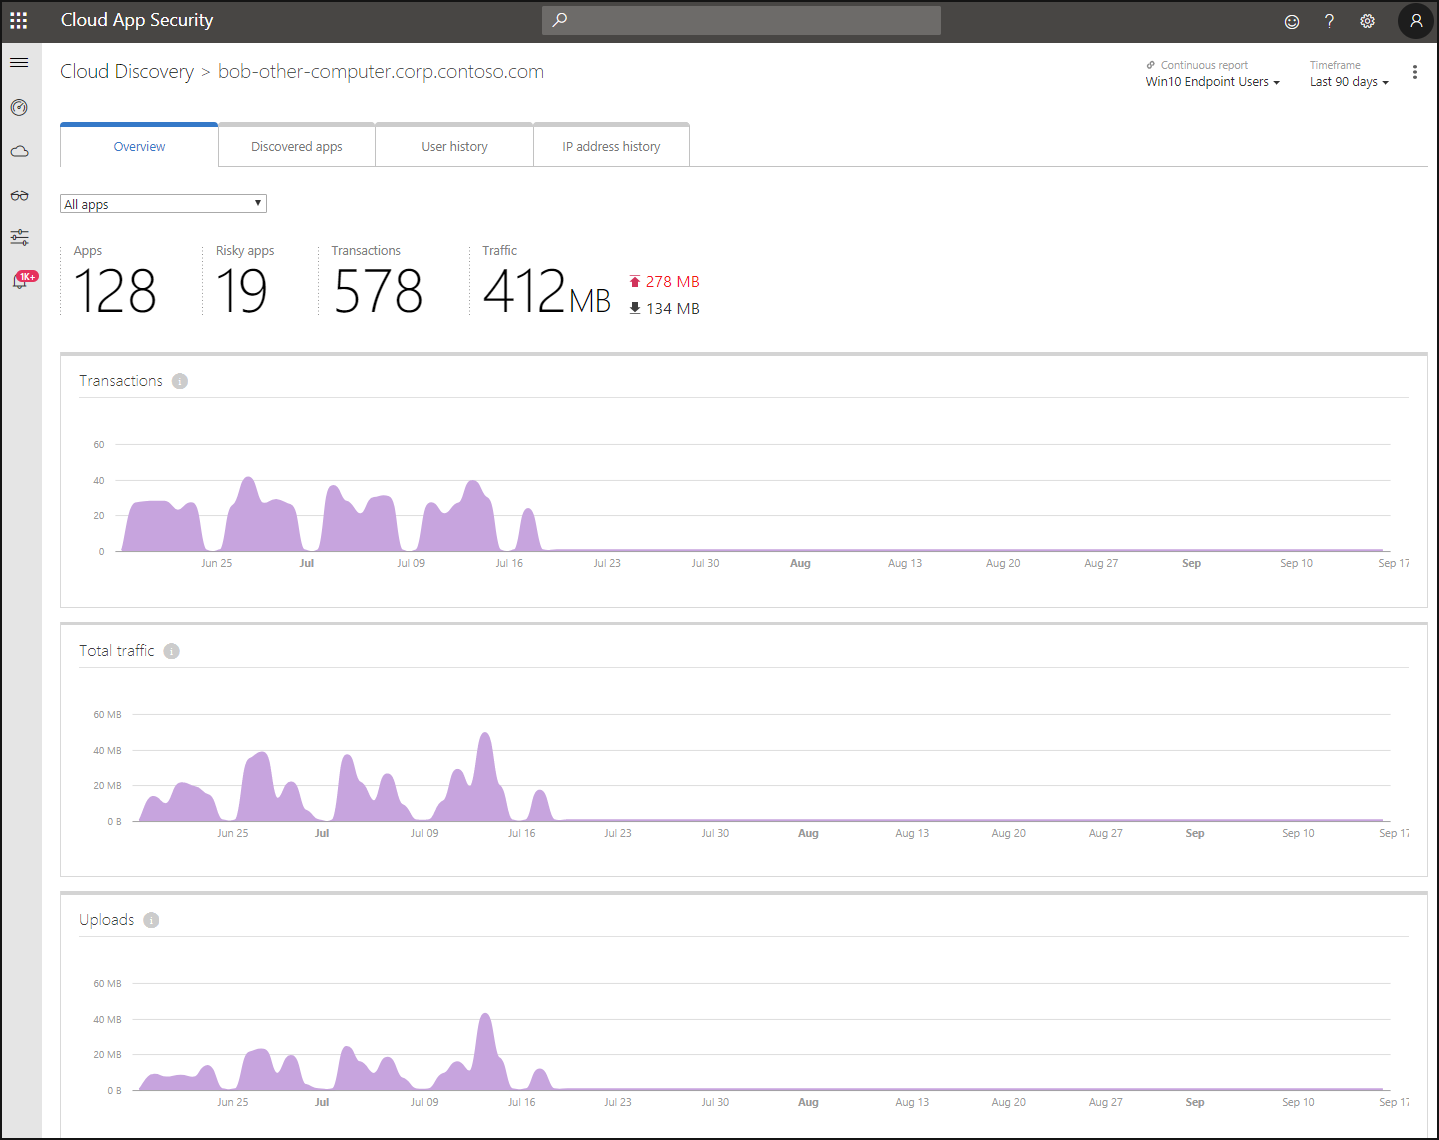 Cloud App Security
Cloud Discovery > bob-other-computer.corp.contoso.com
Continuous report
Win10 Endpoint Users
Timeframe
Last 90 days
Overview
Discovered apps
User history
IP address history
1K+
All apps
Apps
128
Risky apps
19
Transactions
578
Traffic
412 MB
278 MB
134 MB
Transactions
60
40
20
0
Jun 25 Jul Jul 09 Jul 16 Jul 23 Jul 30 Aug Aug 13 Aug 20 Aug 27 Sep Sep 10 Sep 17
Total traffic
60 MB
40 MB
20 MB
0 B
Jun 25 Jul Jul 09 Jul 16 Jul 23 Jul 30 Aug Aug 13 Aug 20 Aug 27 Sep Sep 10 Sep 17
Uploads
60 MB
40 MB
20 MB
0 B
Jun 25 Jul Jul 09 Jul 16 Jul 23 Jul 30 Aug Aug 13 Aug 20 Aug 27 Sep Sep 10 Sep 17